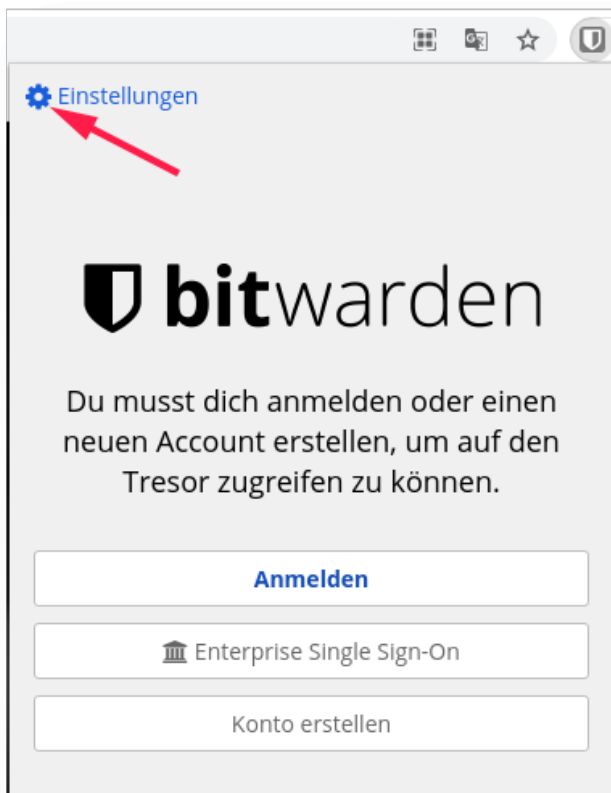 Einstellungen
bitwarden
Du musst dich anmelden oder einen
neuen Account erstellen, um auf den
Tresor zugreifen zu können.
Anmelden
Enterprise Single Sign-On
Konto erstellen